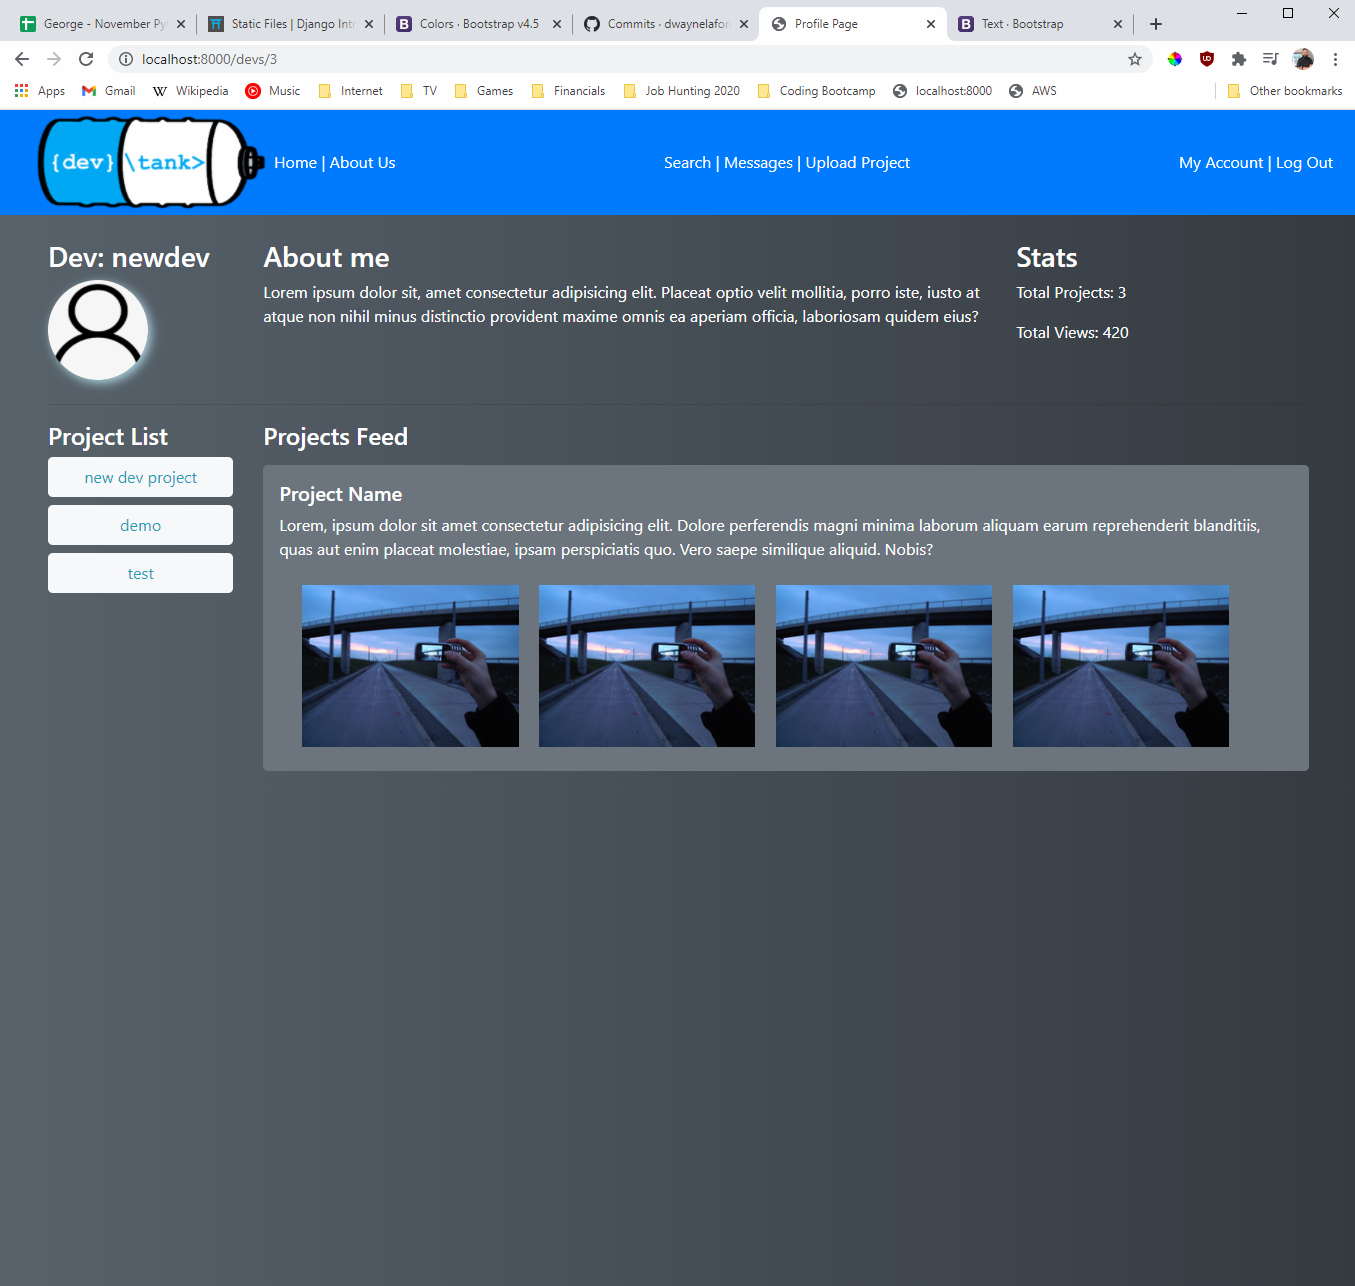 George - November Py
Static Files | Django Intr
Colors · Bootstrap v4.5
Commits · dwaynelafor
Profile Page
Text · Bootstrap
localhost:8000/devs/3
Apps
Gmail
Wikipedia
Music
Internet
TV
Games
Financials
Job Hunting 2020
Coding Bootcamp
localhost:8000
AWS
Other bookmarks
{dev} \tank>
Home | About Us
Search | Messages | Upload Project
My Account | Log Out
Dev: newdev
About me
Lorem ipsum dolor sit, amet consectetur adipisicing elit. Placeat optio velit mollitia, porro iste, iusto at
atque non nihil minus distinctio provident maxime omnis ea aperiam officia, laboriosam quidem eius?
Stats
Total Projects: 3
Total Views: 420
Project List
new dev project
demo
test
Projects Feed
Project Name
Lorem, ipsum dolor sit amet consectetur adipisicing elit. Dolore perferendis magni minima laborum aliquam earum reprehenderit blanditiis,
quas aut enim placeat molestiae, ipsam perspiciatis quo. Vero saepe similique aliquid. Nobis?